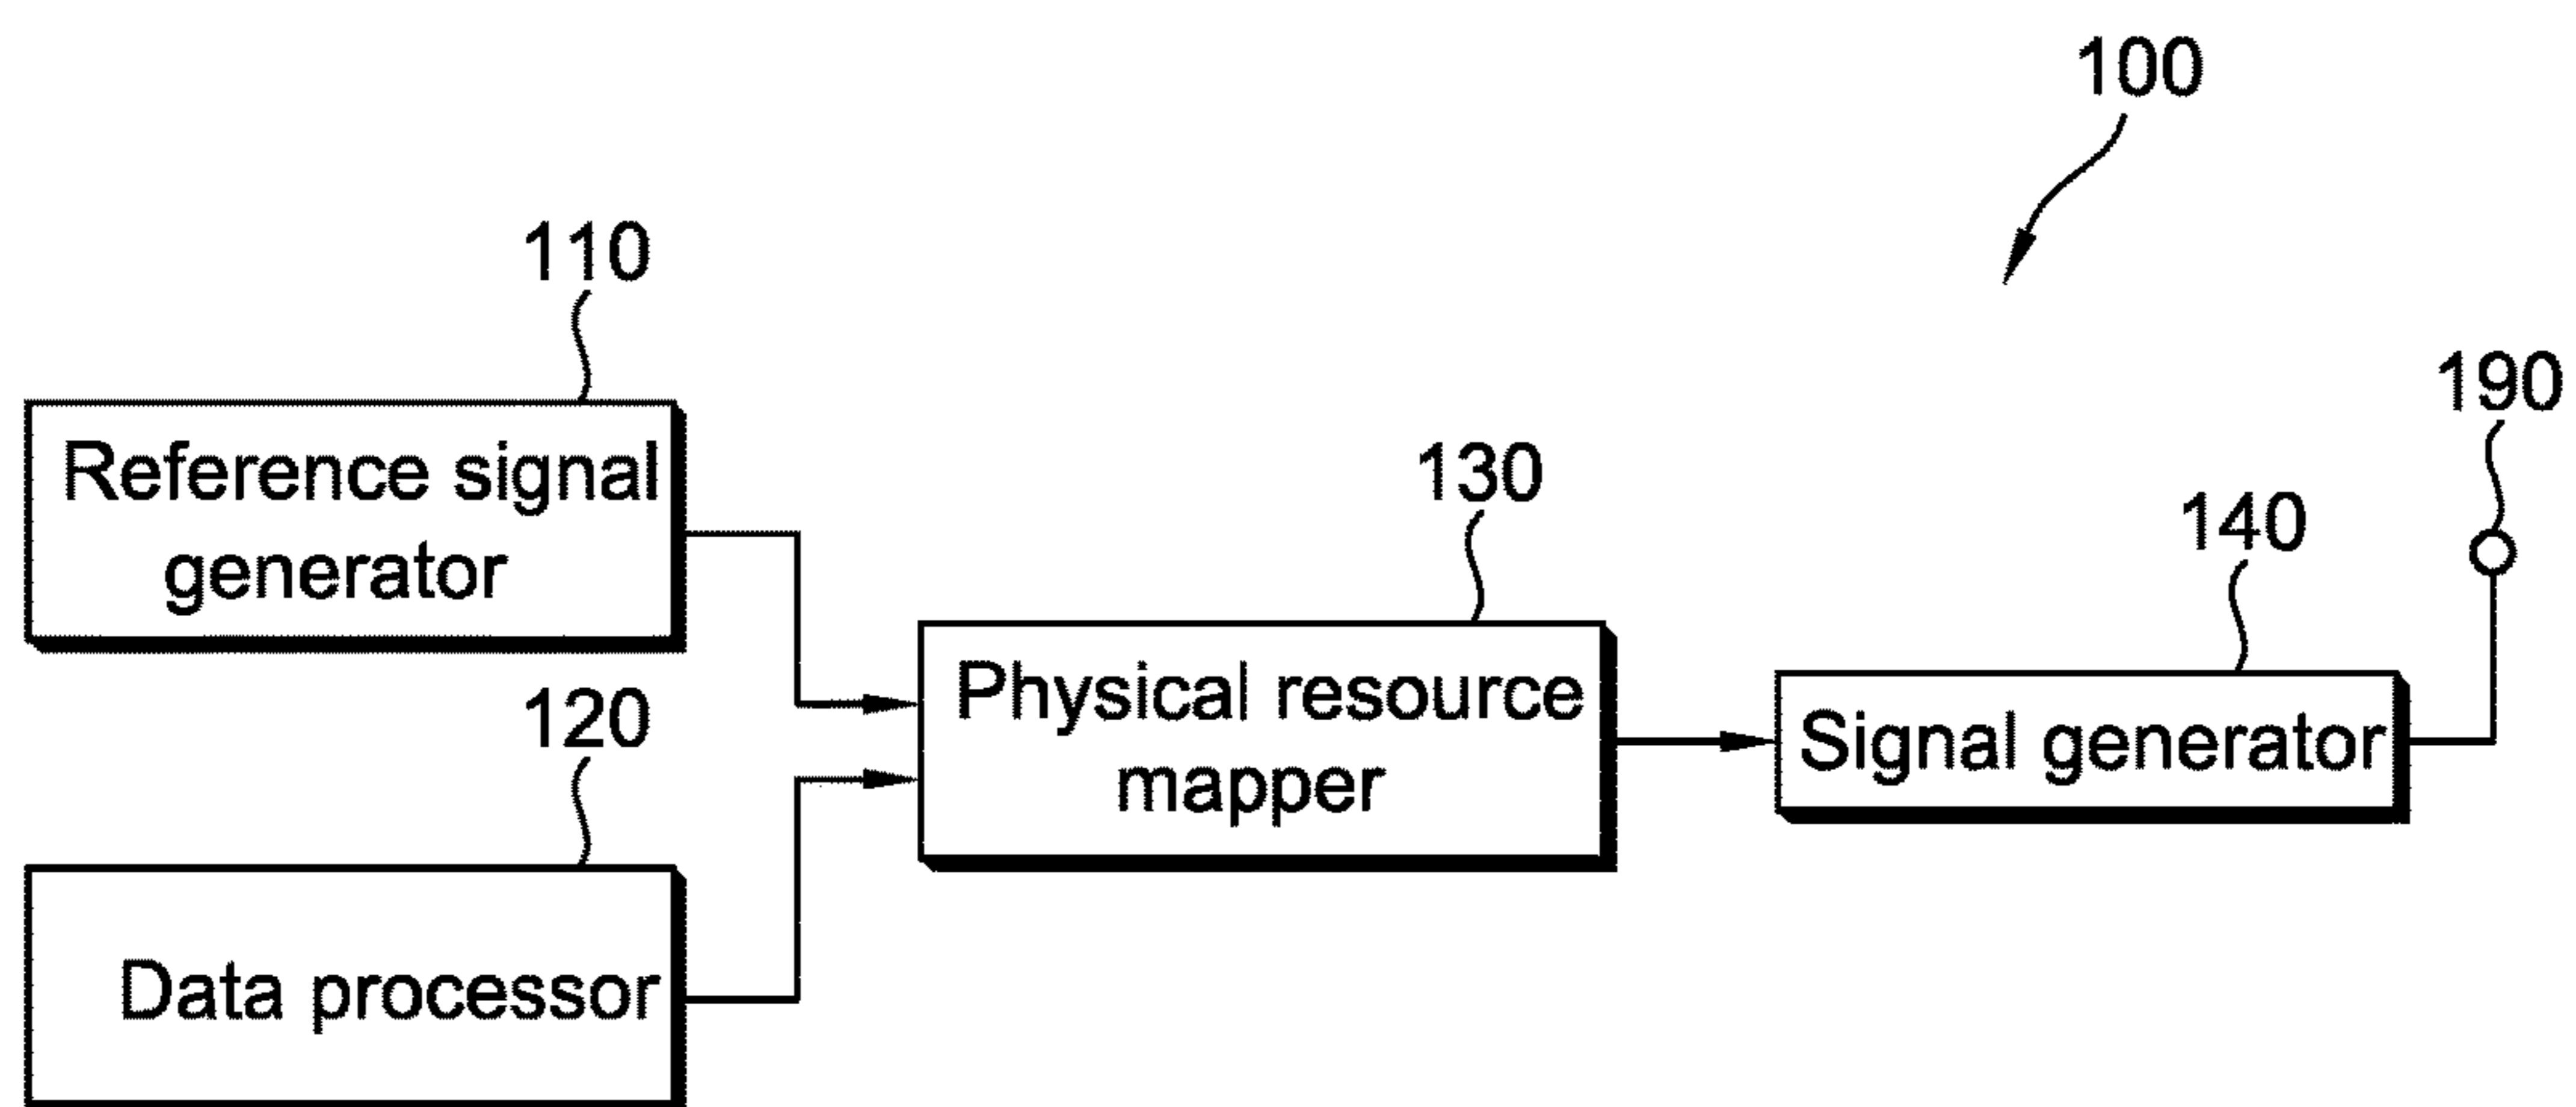 100
110
190
Reference signal
generator
130
140
120
Physical resource
mapper
Signal generator
Data processor